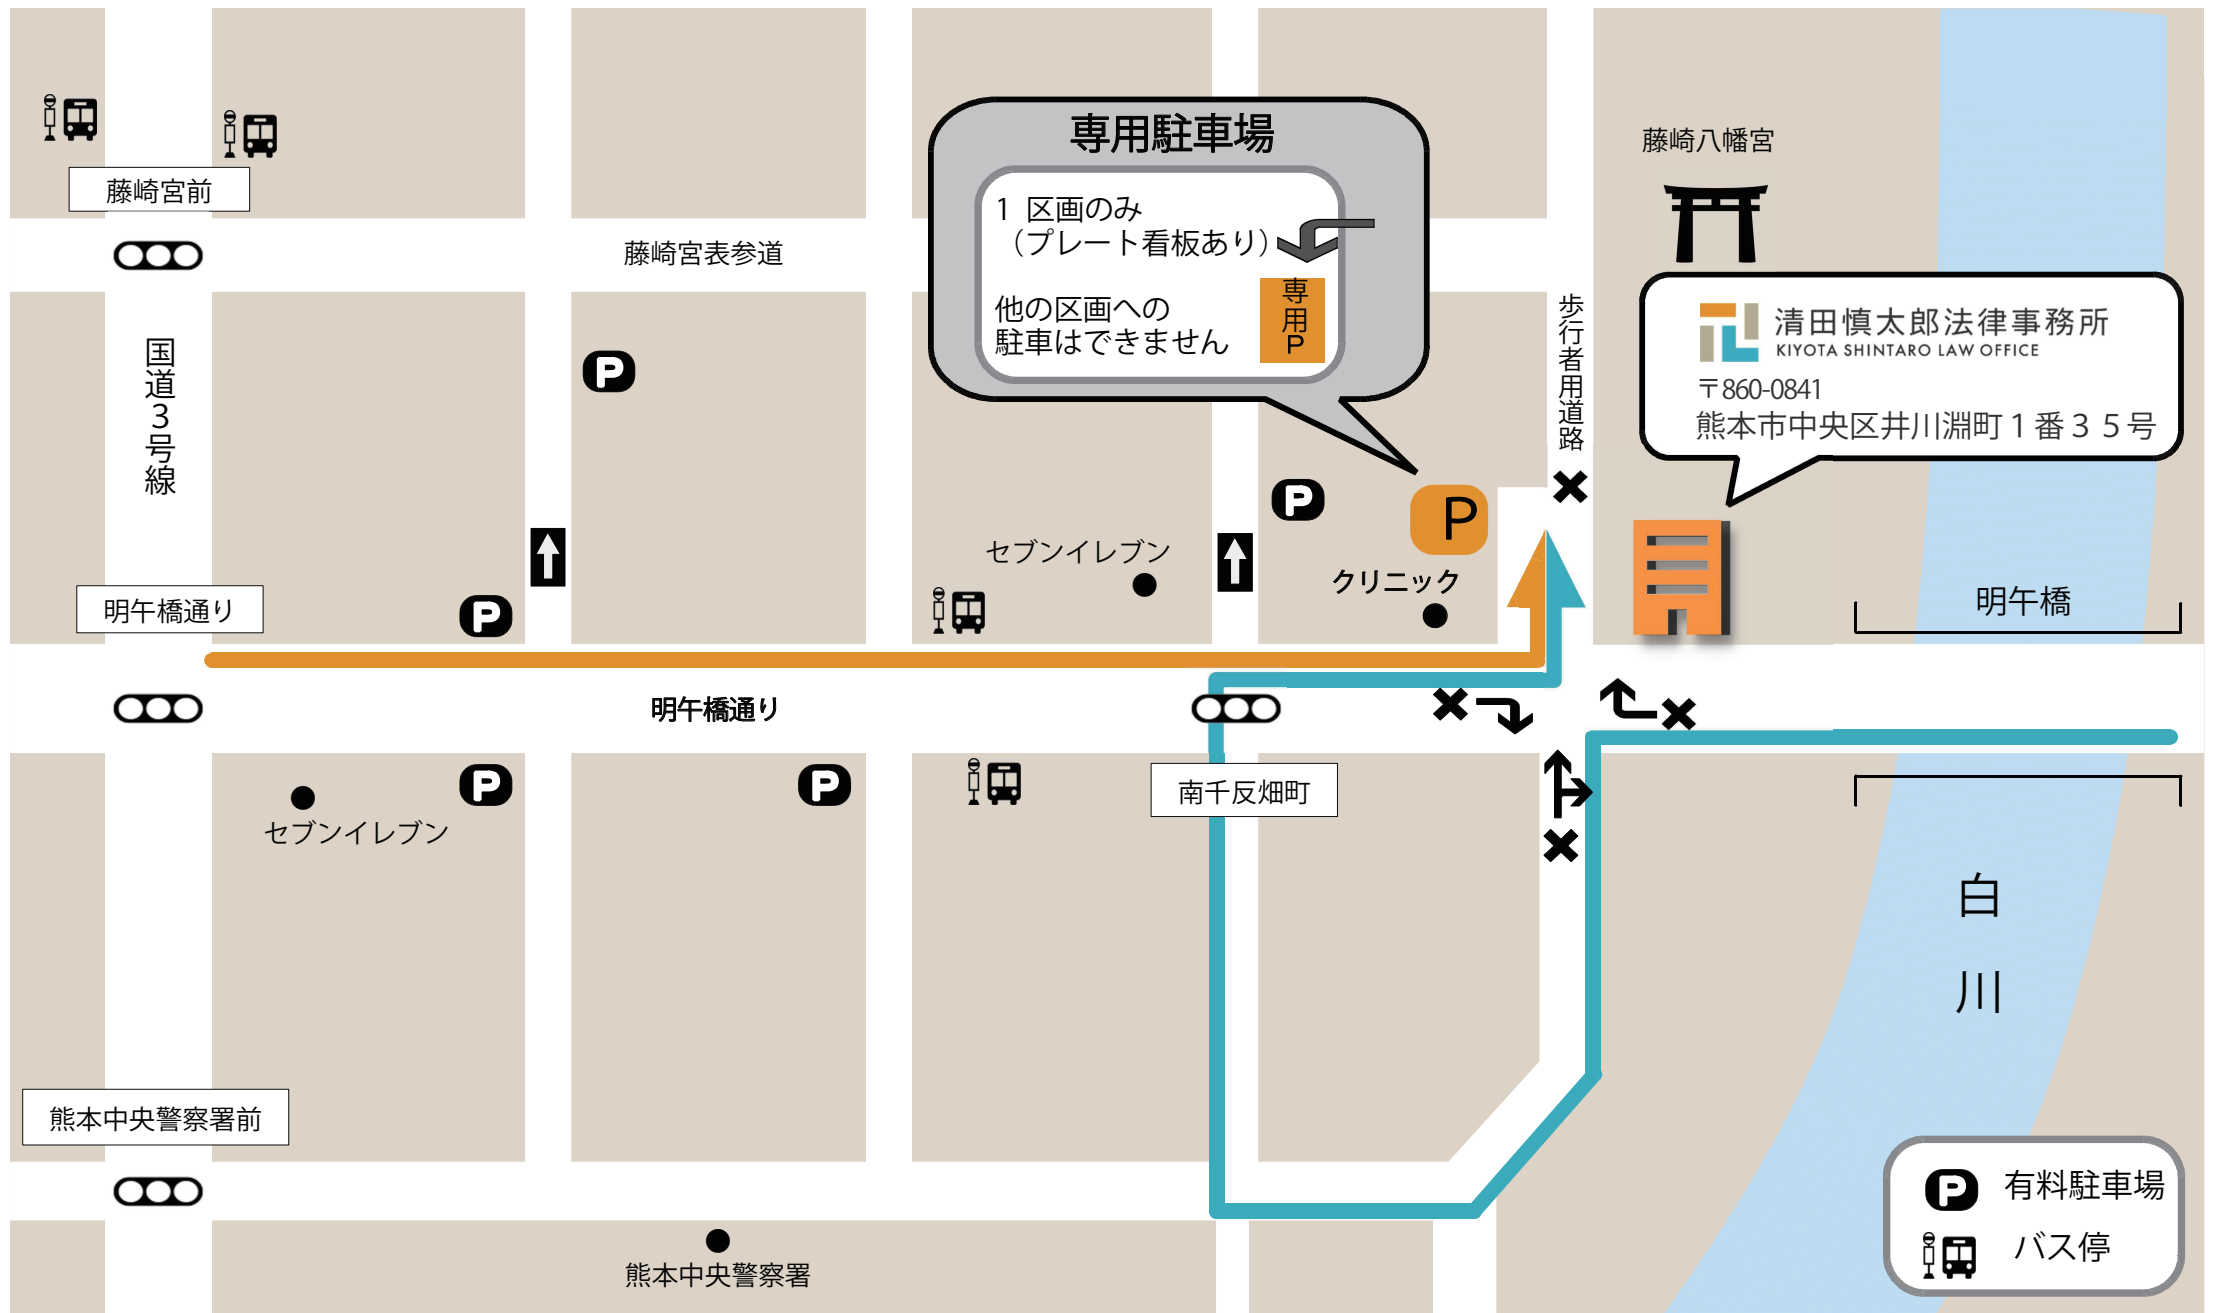 専用駐車場
1 区画のみ
（プレート看板あり）
他の区画への
駐車はできません
専用P
藤崎八幡宮
藤崎宮前
藤崎宮表参道
歩行者用道路
清田慎太郎法律事務所
KIYOTA SHINTARO LAW OFFICE
〒860-0841
熊本市中央区井川淵町1番35号
国道3号線
P
P
P
セブンイレブン
クリニック
明午橋通り
P
明午橋
明午橋通り
南千反畑町
P
P
セブンイレブン
白川
熊本中央警察署前
熊本中央警察署
P 有料駐車場
バス停